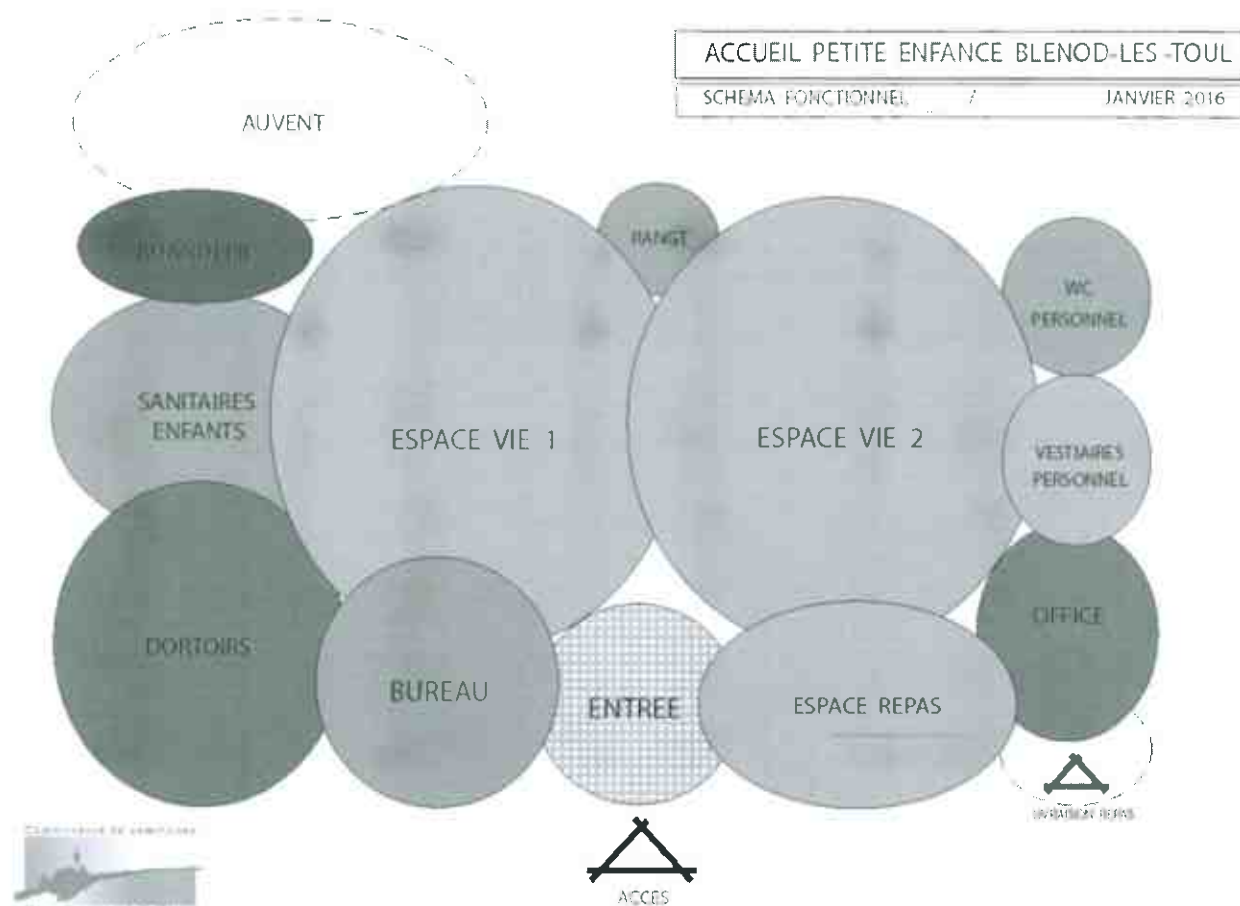 ACCUEIL PETITE ENFANCE BLENOD-LES-TOUL
SCHEMA FONCTIONNEL / JANVIER 2016
AUVENT
RANGT
WC
PERSONNEL
SANITAIRES
ENFANTS
ESPACE VIE 1
ESPACE VIE 2
VESTIAIRES
PERSONNEL
OFFICE
DORTOIRS
BUREAU
ENTREE
ESPACE REPAS
LIVRAISON REPAS
ACCES